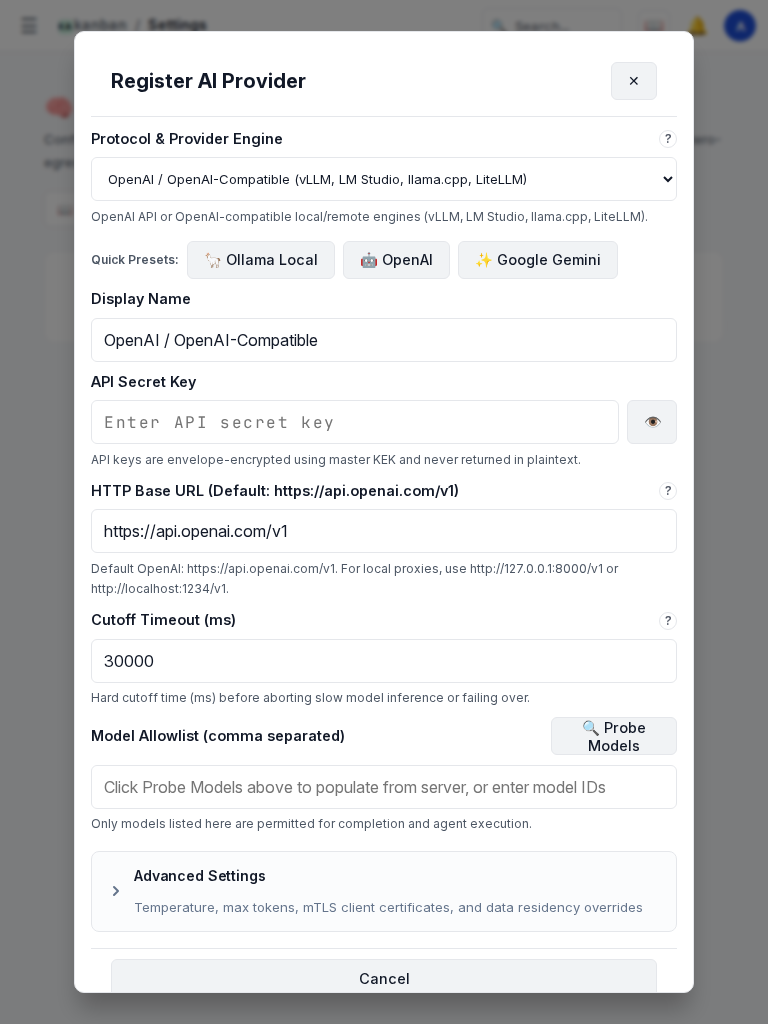 kanban / Settings
Search...
A
Register AI Provider
×
Protocol & Provider Engine
?
OpenAI / OpenAI-Compatible (vLLM, LM Studio, llama.cpp, LiteLLM)
OpenAI API or OpenAI-compatible local/remote engines (vLLM, LM Studio, llama.cpp, LiteLLM).
Quick Presets: 🦙 Ollama Local 🤖 OpenAI ✨ Google Gemini
Display Name
OpenAI / OpenAI-Compatible
API Secret Key
Enter API secret key
API keys are envelope-encrypted using master KEK and never returned in plaintext.
HTTP Base URL (Default: https://api.openai.com/v1)
?
https://api.openai.com/v1
Default OpenAI: https://api.openai.com/v1. For local proxies, use http://127.0.0.1:8000/v1 or
http://localhost:1234/v1.
Cutoff Timeout (ms)
?
30000
Hard cutoff time (ms) before aborting slow model inference or failing over.
Model Allowlist (comma separated)
🔍 Probe
Models
Click Probe Models above to populate from server, or enter model IDs
Only models listed here are permitted for completion and agent execution.
Advanced Settings
Temperature, max tokens, mTLS client certificates, and data residency overrides
Cancel